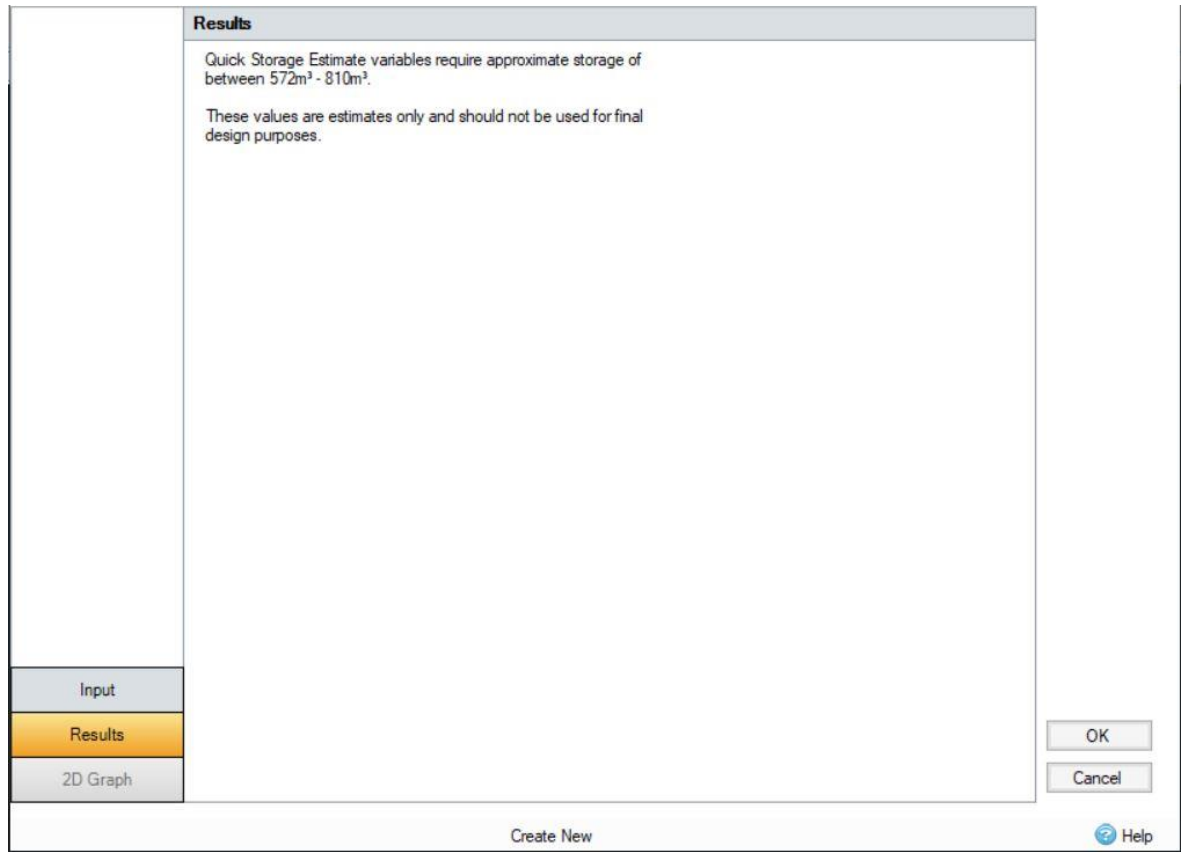 Results
Quick Storage Estimate variables require approximate storage of
between 572m³ - 810m³.
These values are estimates only and should not be used for final
design purposes.
Input
Results
2D Graph
OK
Cancel
Create New
Help